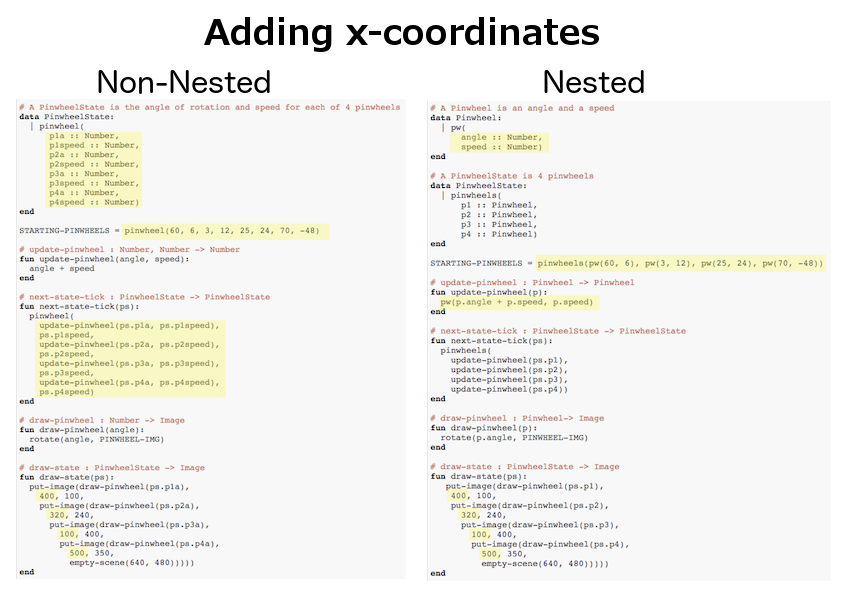 Adding x-coordinates
Non-Nested
# A PinwheelState is the angle of rotation and speed for each of 4 pinwheels
data PinwheelState:
  | pinwheel(
      p1a :: Number,
      p1speed :: Number,
      p2a :: Number,
      p2speed :: Number,
      p3a :: Number,
      p3speed :: Number,
      p4a :: Number,
      p4speed :: Number)
end
STARTING-PINWHEELS = pinwheel(60, 6, 3, 12, 25, 24, 70, -48)
# update-pinwheel : Number, Number -> Number
fun update-pinwheel(angle, speed):
  angle + speed
end
# next-state-tick : PinwheelState -> PinwheelState
fun next-state-tick(ps):
  pinwheel(
    update-pinwheel(ps.p1a, ps.p1speed),
    ps.p1speed,
    update-pinwheel(ps.p2a, ps.p2speed),
    ps.p2speed,
    update-pinwheel(ps.p3a, ps.p3speed),
    ps.p3speed,
    update-pinwheel(ps.p4a, ps.p4speed),
    ps.p4speed)
end
# draw-pinwheel : Number -> Image
fun draw-pinwheel(angle):
  rotate(angle, PINWHEEL-IMG)
end
# draw-state : PinwheelState -> Image
fun draw-state(ps):
  put-image(draw-pinwheel(ps.p1a),
    400, 100,
    put-image(draw-pinwheel(ps.p2a),
      320, 240,
      put-image(draw-pinwheel(ps.p3a),
        100, 400,
        put-image(draw-pinwheel(ps.p4a),
          500, 350,
          empty-scene(640, 480)))))
end
Nested
# A Pinwheel is an angle and a speed
data Pinwheel:
  | pw(
      angle :: Number,
      speed :: Number)
end
# A PinwheelState is 4 pinwheels
data PinwheelState:
  | pinwheels(
      p1 :: Pinwheel,
      p2 :: Pinwheel,
      p3 :: Pinwheel,
      p4 :: Pinwheel)
end
STARTING-PINWHEELS = pinwheels(pw(60, 6), pw(3, 12), pw(25, 24), pw(70, -48))
# update-pinwheel : Pinwheel -> Pinwheel
fun update-pinwheel(p):
  pw(p.angle + p.speed, p.speed)
end
# next-state-tick : PinwheelState -> PinwheelState
fun next-state-tick(ps):
  pinwheels(
    update-pinwheel(ps.p1),
    update-pinwheel(ps.p2),
    update-pinwheel(ps.p3),
    update-pinwheel(ps.p4))
end
# draw-pinwheel : Pinwheel-> Image
fun draw-pinwheel(p):
  rotate(p.angle, PINWHEEL-IMG)
end
# draw-state : PinwheelState -> Image
fun draw-state(ps):
  put-image(draw-pinwheel(ps.p1),
    400, 100,
    put-image(draw-pinwheel(ps.p2),
      320, 240,
      put-image(draw-pinwheel(ps.p3),
        100, 400,
        put-image(draw-pinwheel(ps.p4),
          500, 350,
          empty-scene(640, 480)))))
end